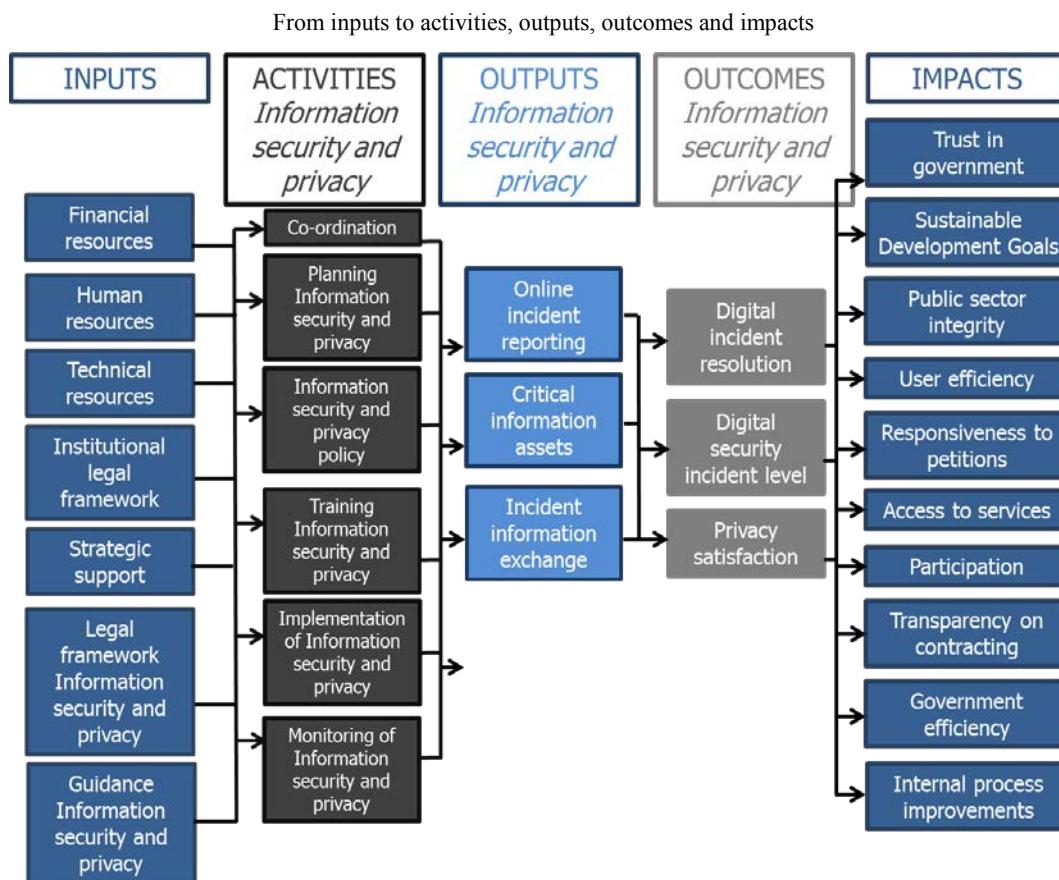 From inputs to activities, outputs, outcomes and impacts
INPUTS
Financial
resources
Human
resources
Technical
resources
Institutional
legal
framework
Strategic
support
Legal
framework
Information
security and
privacy
Guidance
Information
security and
privacy
ACTIVITIES
Information
security and
privacy
Co-ordination
Planning
Information
security and
privacy
Information
security and
privacy
policy
Training
Information
security and
privacy
Implementation
of Information
security and
privacy
Monitoring of
Information
security and
privacy
OUTPUTS
Information
security and
privacy
Online
incident
reporting
Critical
information
assets
Incident
information
exchange
OUTCOMES
Information
security and
privacy
Digital
incident
resolution
Digital
security
incident level
Privacy
satisfaction
IMPACTS
Trust in
government
Sustainable
Development Goals
Public sector
integrity
User efficiency
Responsiveness to
petitions
Access to services
Participation
Transparency on
contracting
Government
efficiency
Internal process
improvements